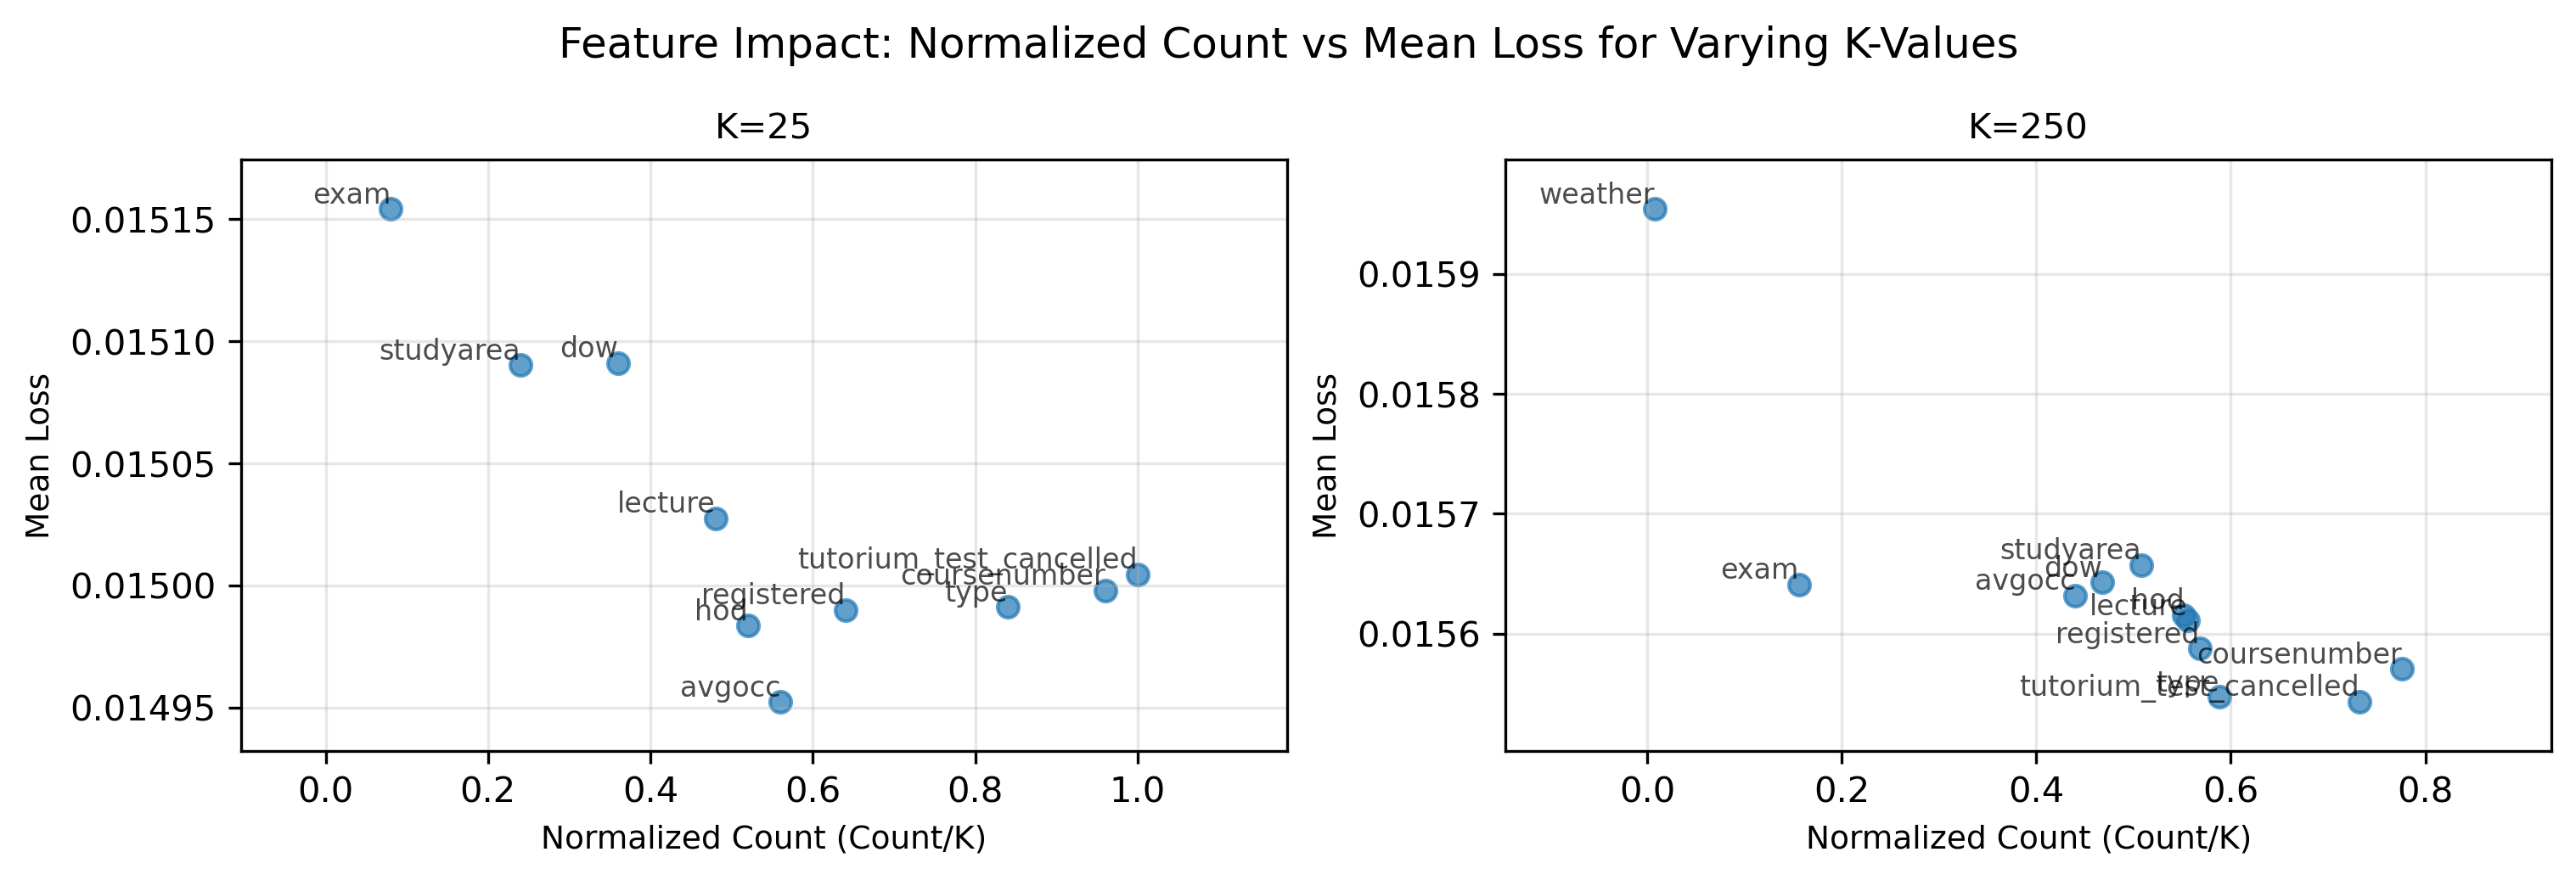 Feature Impact: Normalized Count vs Mean Loss for Varying K-Values
K=25
Mean Loss
0.01515
0.01510
0.01505
0.01500
0.01495
exam
studyarea
dow
lecture
tutorium_test_cancelled
coursenumber
type
registered
hod
avgocc
0.0 0.2 0.4 0.6 0.8 1.0
Normalized Count (Count/K)
K=250
Mean Loss
0.0159
0.0158
0.0157
0.0156
weather
studyarea
exam
dow
avgocc
hod
lecture
registered
coursenumber
type
tutorium_test_cancelled
0.0 0.2 0.4 0.6 0.8
Normalized Count (Count/K)